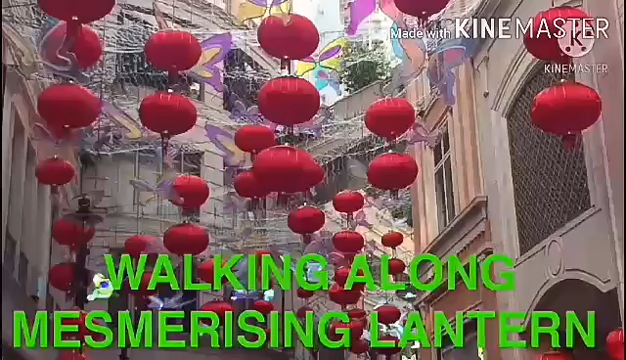 Made with KINEMASTER
KINEMASTER
WALKING ALONG
MESMERISING LANTERN